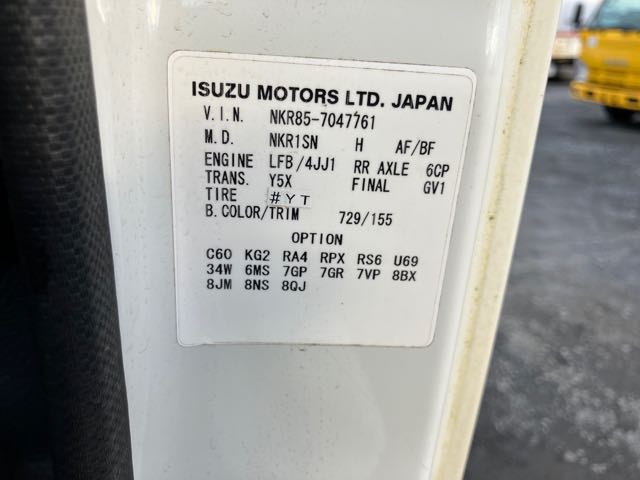 ISUZU MOTORS LTD. JAPAN
V.I.N. NKR85-7047761
M.D. NKR1SN H AF/BF
ENGINE LFB/4JJ1 RR AXLE 6CP
TRANS. Y5X FINAL GV1
TIRE #YT
B.COLOR/TRIM 729/155
OPTION
C60 KG2 RA4 RPX RS6 U69
34W 6MS 7GP 7GR 7VP 8BX
8JM 8NS 8QJ